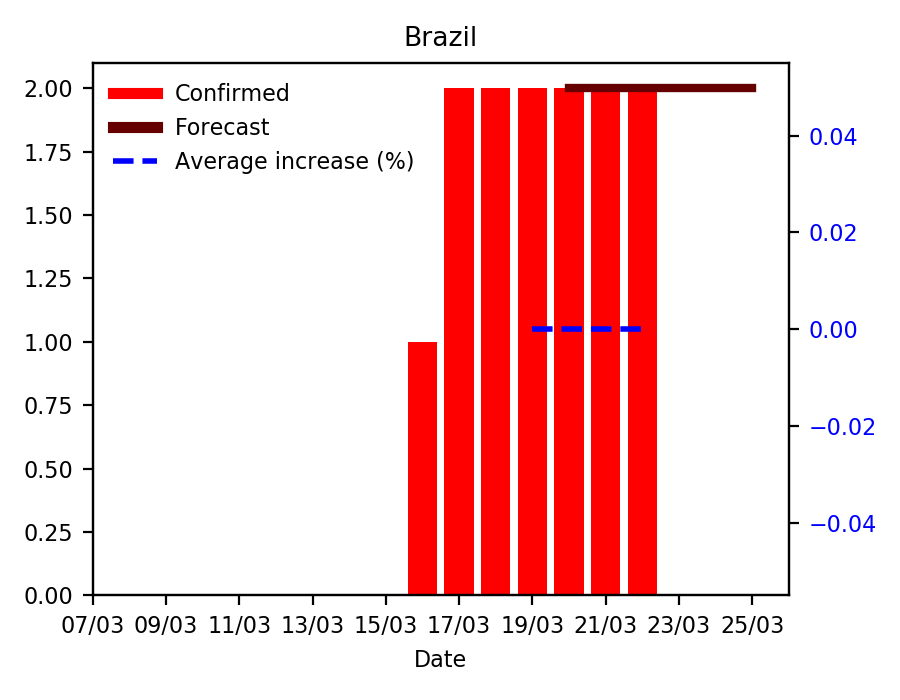 Brazil
Confirmed
Forecast
Average increase (%)
2.00
1.75
1.50
1.25
1.00
0.75
0.50
0.25
0.00
0.04
0.02
0.00
−0.02
−0.04
07/03 09/03 11/03 13/03 15/03 17/03 19/03 21/03 23/03 25/03
Date